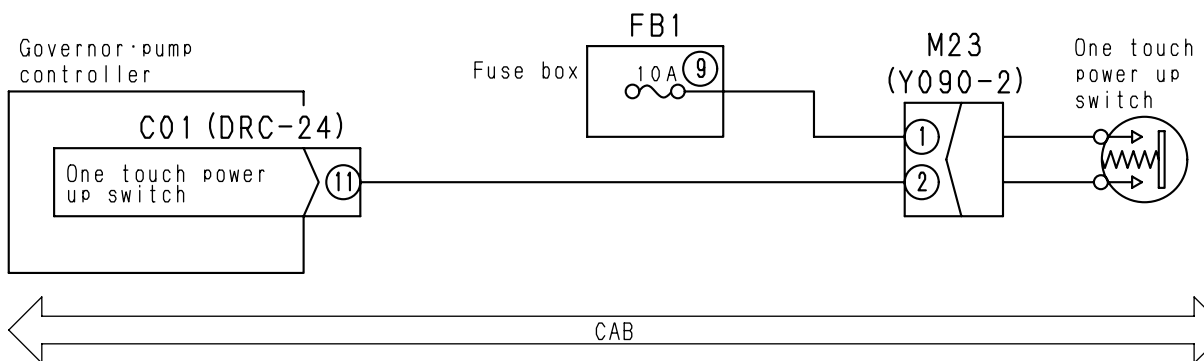 Governor·pump
controller
C01 (DRC-24)
One touch power
up switch
11
FB1
Fuse box
10A
9
M23
(Y090-2)
1
2
One touch
power up
switch
CAB